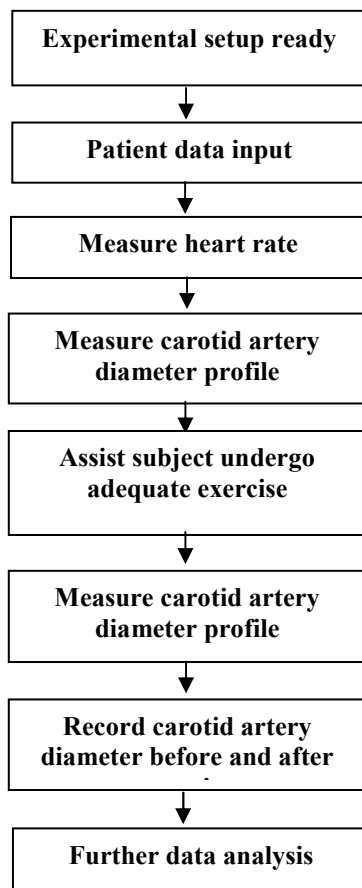 Experimental setup ready
Patient data input
Measure heart rate
Measure carotid artery
diameter profile
Assist subject undergo
adequate exercise
Measure carotid artery
diameter profile
Record carotid artery
diameter before and after
Further data analysis